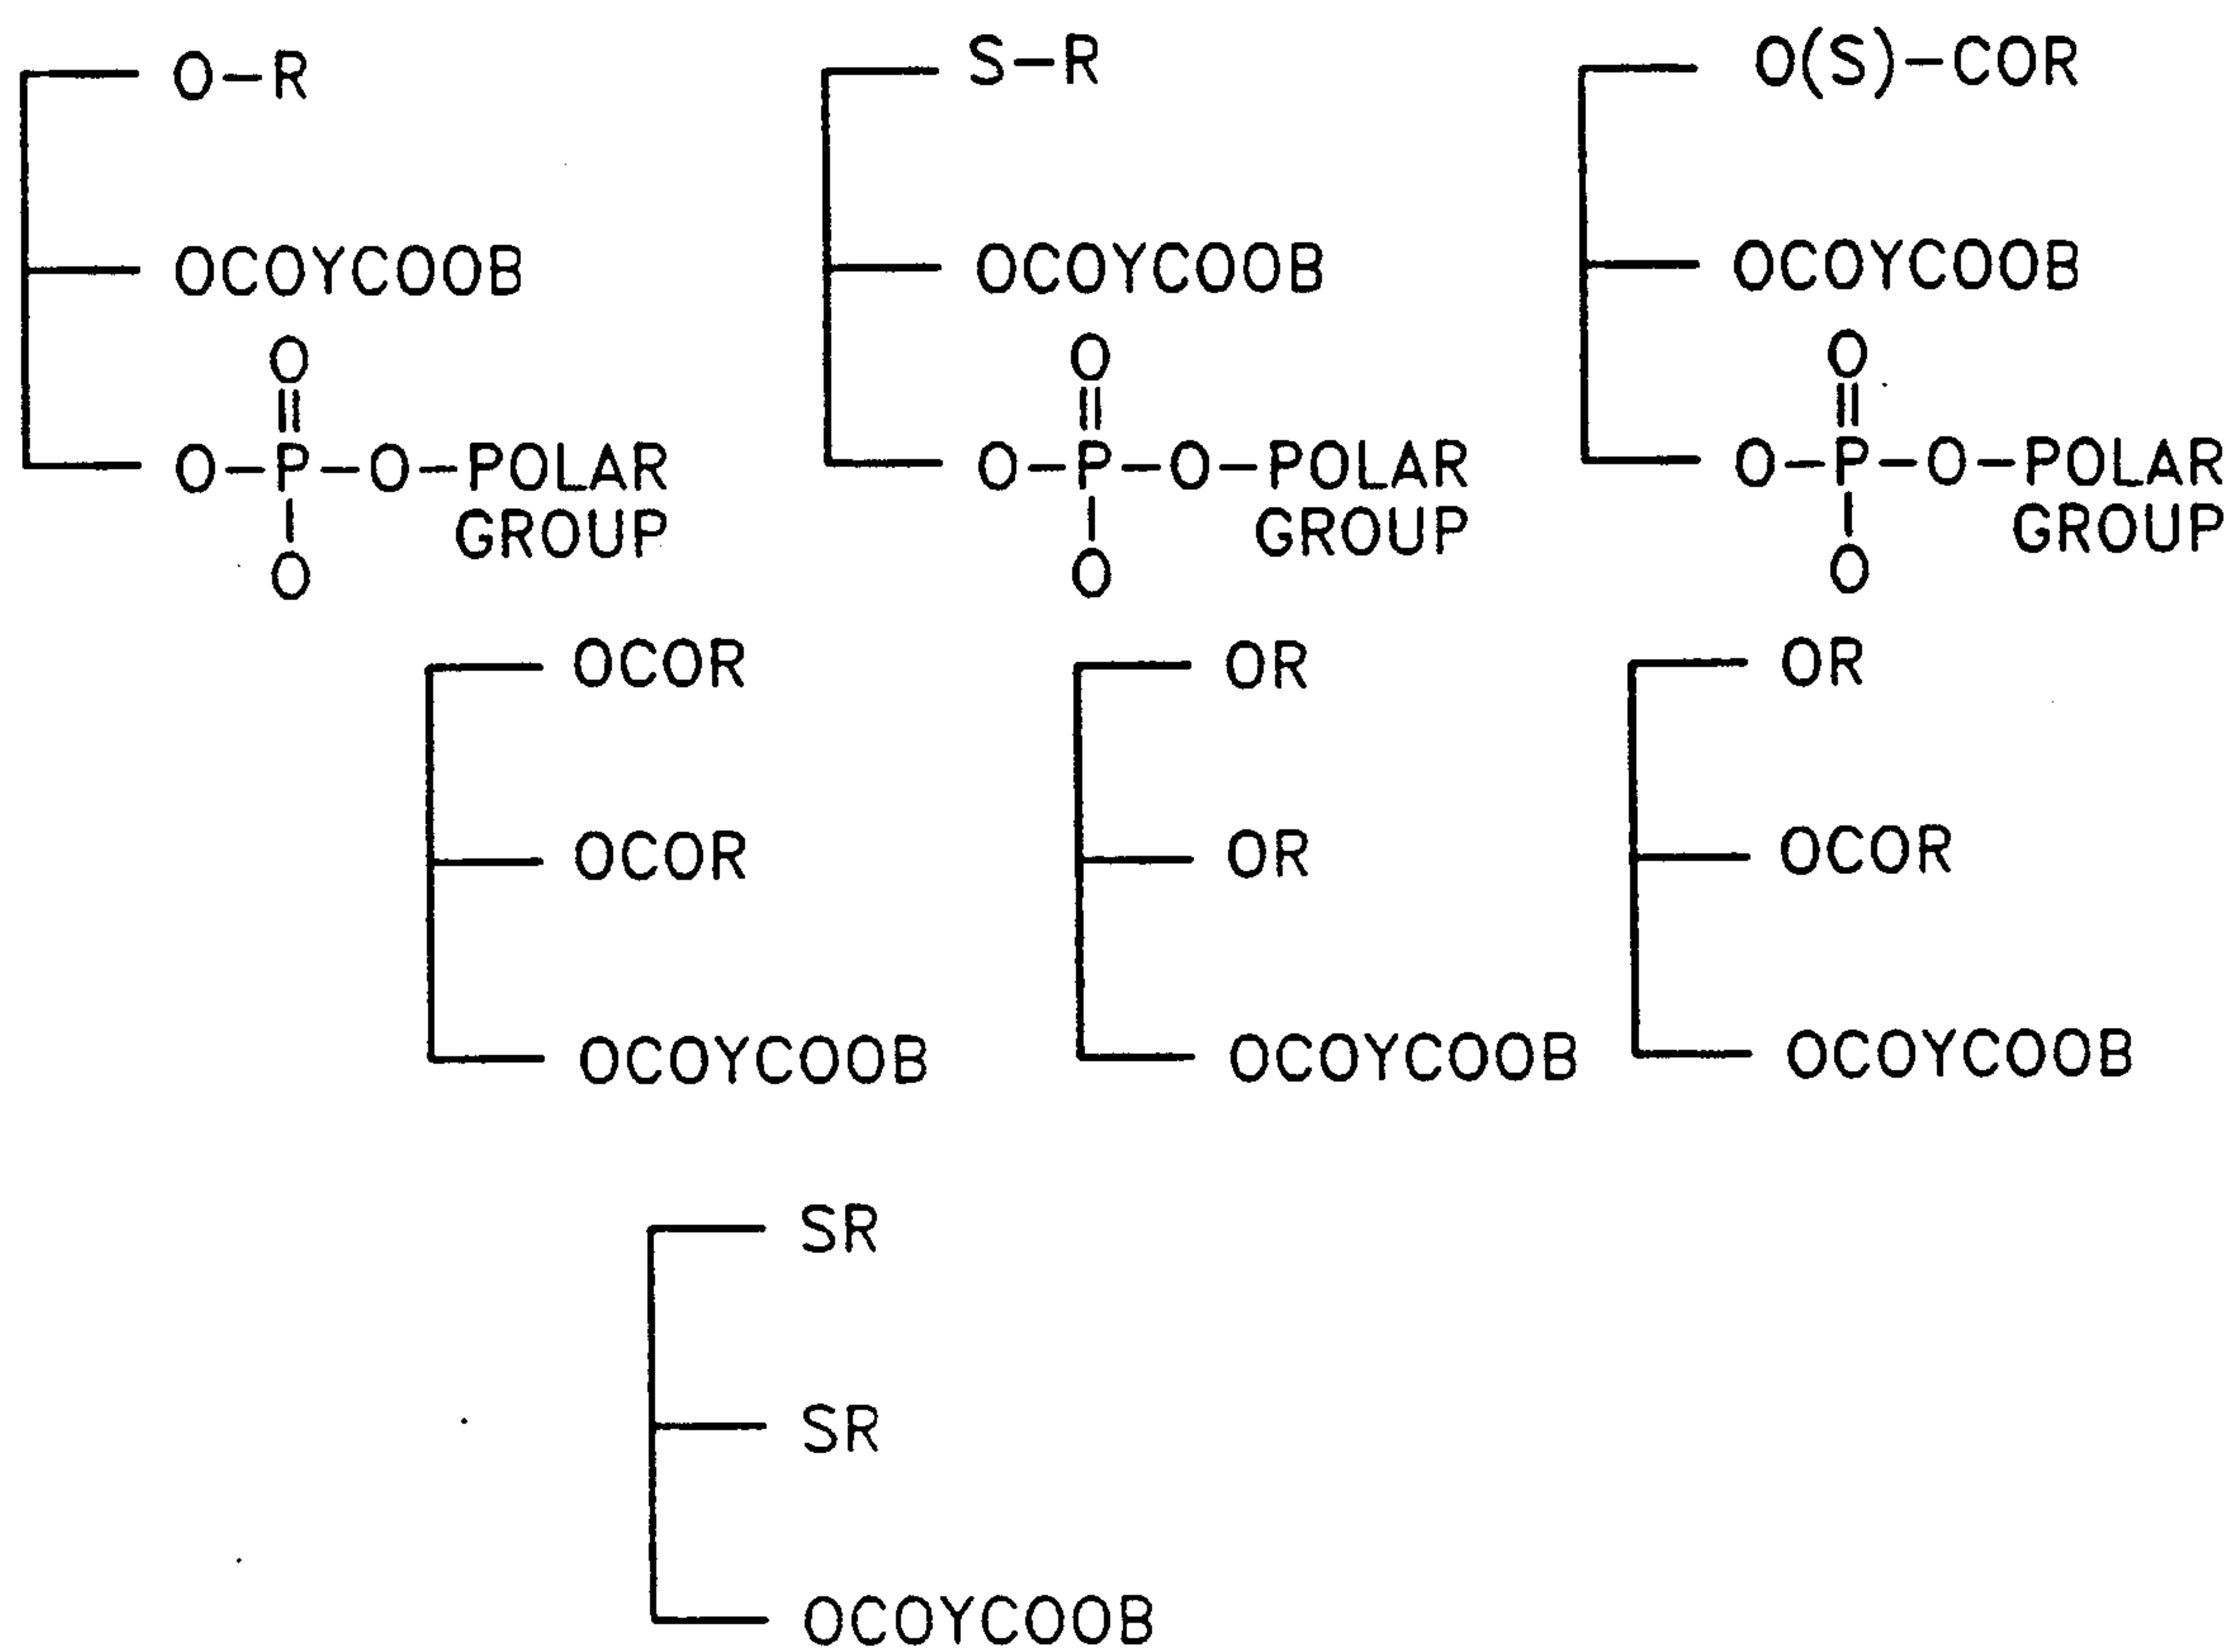 O-R S-R O(S)-COR
OCOYCOOB OCOYCOOB OCOYCOOB
O O O
O-P-O-POLAR O-P-O-POLAR O-P-O-POLAR
GROUP GROUP GROUP
O O O
OCOR OR OR
OCOR OR OCOR
OCOYCOOB OCOYCOOB OCOYCOOB
SR
SR
OCOYCOOB